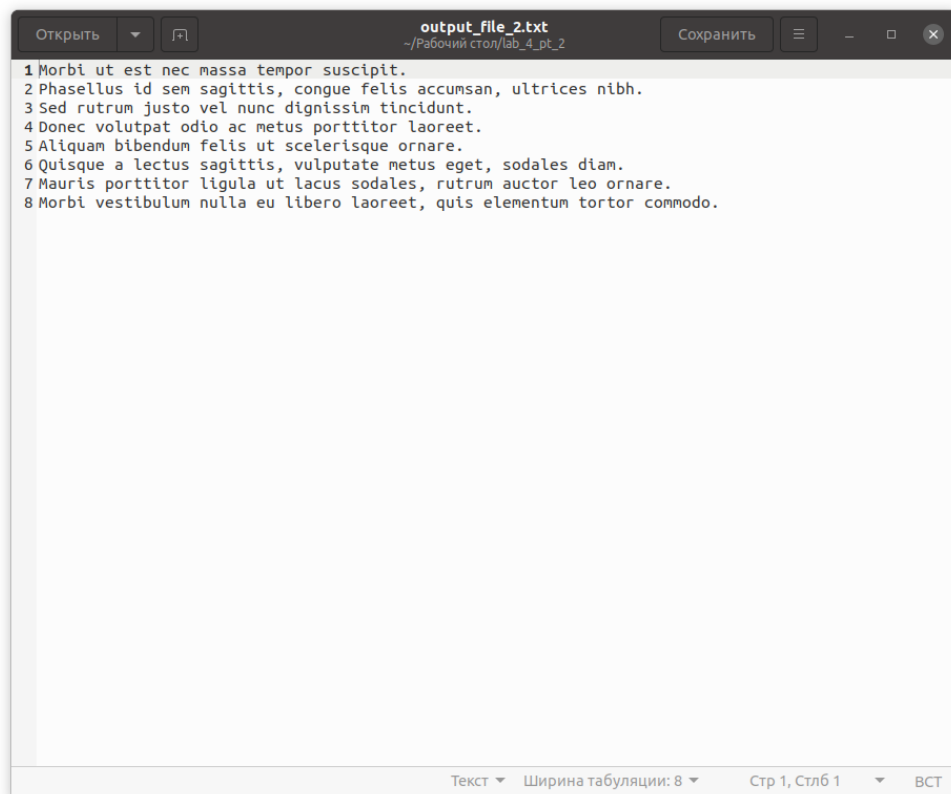 Открыть
output_file_2.txt
~/Рабочий стол/lab_4_pt_2
Сохранить
1 Morbi ut est nec massa tempor suscipit.
2 Phasellus id sem sagittis, congue felis accumsan, ultrices nibh.
3 Sed rutrum justo vel nunc dignissim tincidunt.
4 Donec volutpat odio ac metus porttitor laoreet.
5 Aliquam bibendum felis ut scelerisque ornare.
6 Quisque a lectus sagittis, vulputate metus eget, sodales diam.
7 Mauris porttitor ligula ut lacus sodales, rutrum auctor leo ornare.
8 Morbi vestibulum nulla eu libero laoreet, quis elementum tortor commodo.
Текст Ширина табуляции: 8 Стр 1, Стлб 1 ВСТ